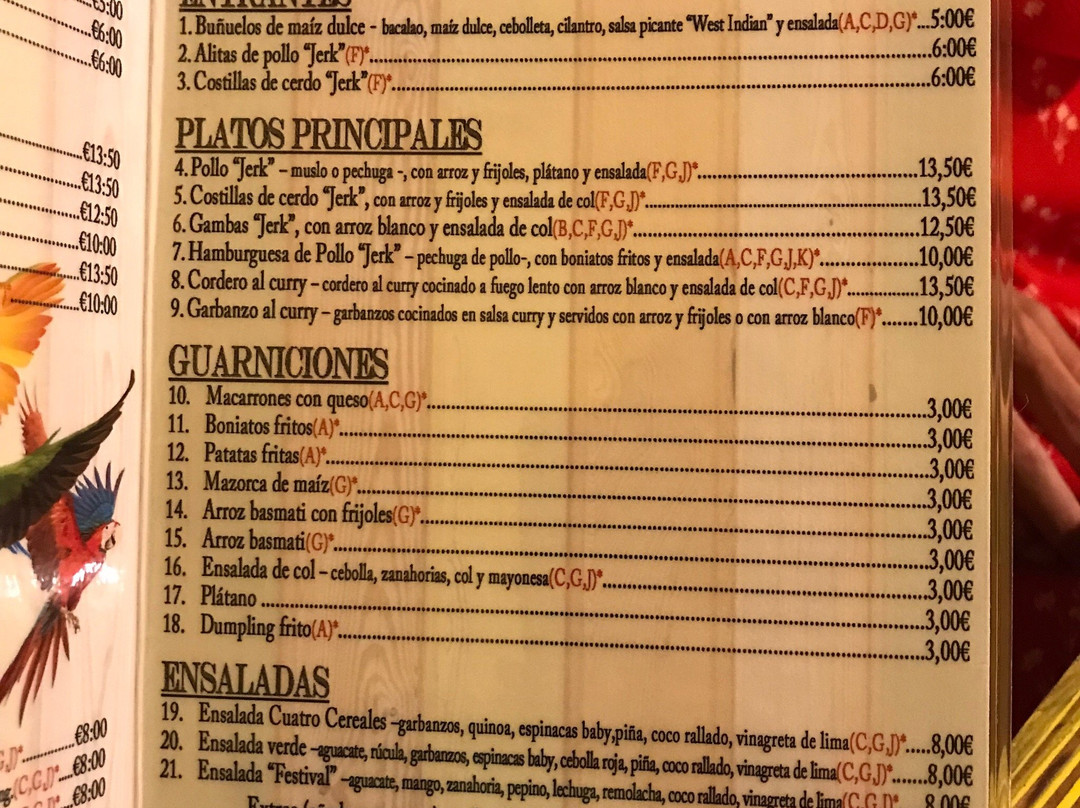 €5:00
€6:00
€6:00
€13:50
€13:50
€12:50
€10:00
€13:50
€10:00
€8:00
(C,G,J)*....€8:00
€8:00
ENTRANTES
1. Buñuelos de maíz dulce - bacalao, maíz dulce, cebolleta, cilantro, salsa picante “West Indian” y ensalada(A,C,D,G)*...5:00€
2. Alitas de pollo “Jerk”(F)*...6:00€
3. Costillas de cerdo “Jerk”(F)*...6:00€
PLATOS PRINCIPALES
4. Pollo “Jerk” – muslo o pechuga -, con arroz y frijoles, plátano y ensalada(F,G,J)*...13,50€
5. Costillas de cerdo “Jerk”, con arroz y frijoles y ensalada de col(F,G,J)*...13,50€
6. Gambas “Jerk”, con arroz blanco y ensalada de col(B,C,F,G,J)*...12,50€
7. Hamburguesa de Pollo “Jerk” – pechuga de pollo-, con boniatos fritos y ensalada(A,C,F,G,J,K)*...10,00€
8. Cordero al curry – cordero al curry cocinado a fuego lento con arroz blanco y ensalada de col(C,F,G,J)*...13,50€
9. Garbanzo al curry – garbanzos cocinados en salsa curry y servidos con arroz y frijoles o con arroz blanco(F)*.......10,00€
GUARNICIONES
10. Macarrones con queso(A,C,G)*...3,00€
11. Boniatos fritos(A)*...3,00€
12. Patatas fritas(A)*...3,00€
13. Mazorca de maíz(G)*...3,00€
14. Arroz basmati con frijoles(G)*...3,00€
15. Arroz basmati(G)*...3,00€
16. Ensalada de col – cebolla, zanahorias, col y mayonesa(C,G,J)*...3,00€
17. Plátano ...3,00€
18. Dumpling frito(A)*...3,00€
ENSALADAS
19. Ensalada Cuatro Cereales –garbanzos, quinoa, espinacas baby,piña, coco rallado, vinagreta de lima(C,G,J)*.....8,00€
20. Ensalada verde –aguacate, rúcula, garbanzos, espinacas baby, cebolla roja, piña, coco rallado, vinagreta de lima(C,G,J)*.......8,00€
21. Ensalada “Festival” –aguacate, mango, zanahoria, pepino, lechuga, remolacha, coco rallado, vinagreta de lima(C,G,J)* 8,00€